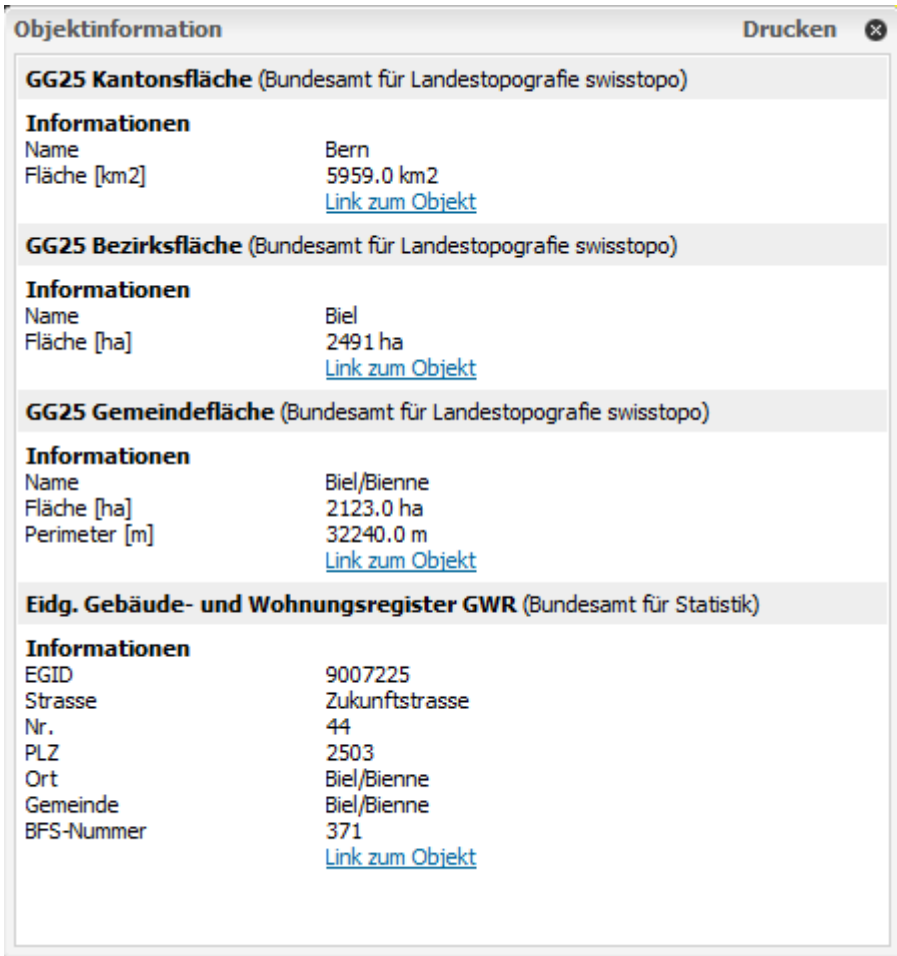 Objektinformation Drucken
GG25 Kantonsfläche (Bundesamt für Landestopografie swisstopo)
Informationen
Name Bern
Fläche [km2] 5959.0 km2
Link zum Objekt
GG25 Bezirksfläche (Bundesamt für Landestopografie swisstopo)
Informationen
Name Biel
Fläche [ha] 2491 ha
Link zum Objekt
GG25 Gemeindefläche (Bundesamt für Landestopografie swisstopo)
Informationen
Name Biel/Bienne
Fläche [ha] 2123.0 ha
Perimeter [m] 32240.0 m
Link zum Objekt
Eidg. Gebäude- und Wohnungsregister GWR (Bundesamt für Statistik)
Informationen
EGID 9007225
Strasse Zukunftstrasse
Nr. 44
PLZ 2503
Ort Biel/Bienne
Gemeinde Biel/Bienne
BFS-Nummer 371
Link zum Objekt